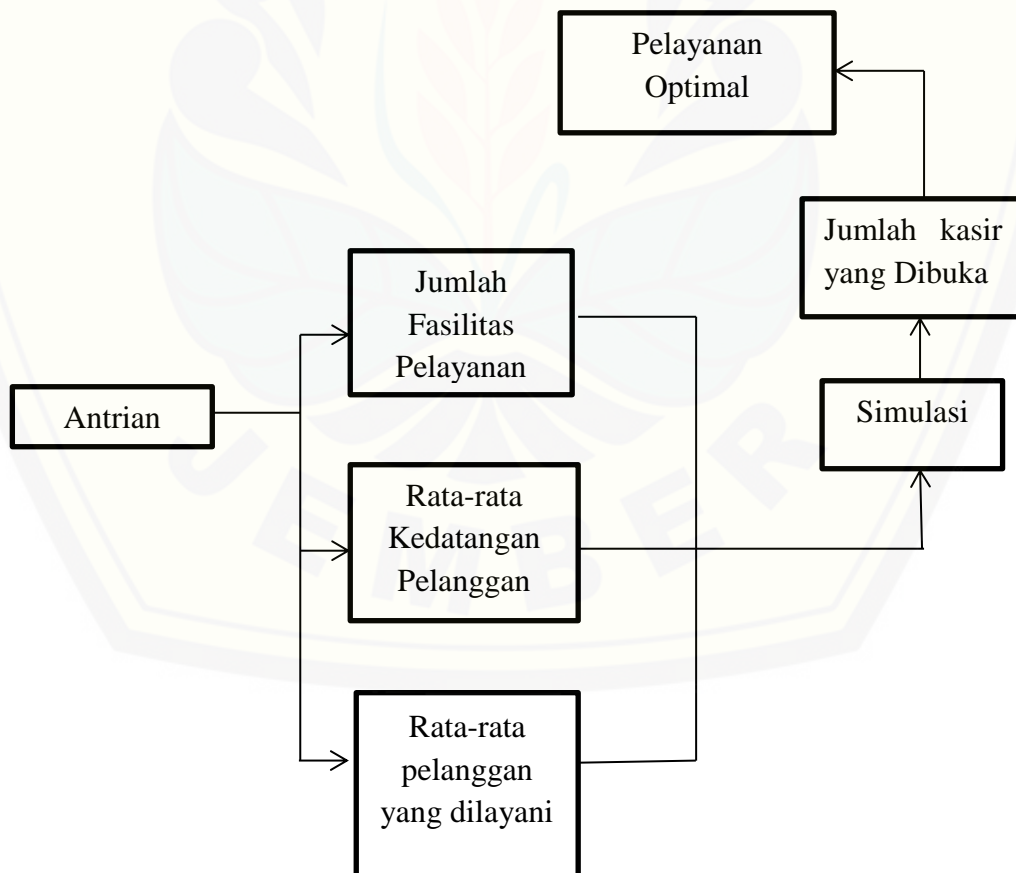 Pelayanan
Optimal
Jumlah kasir
yang Dibuka
Jumlah
Fasilitas
Pelayanan
Antrian
Simulasi
Rata-rata
Kedatangan
Pelanggan
Rata-rata
pelanggan
yang dilayani
JEMBER